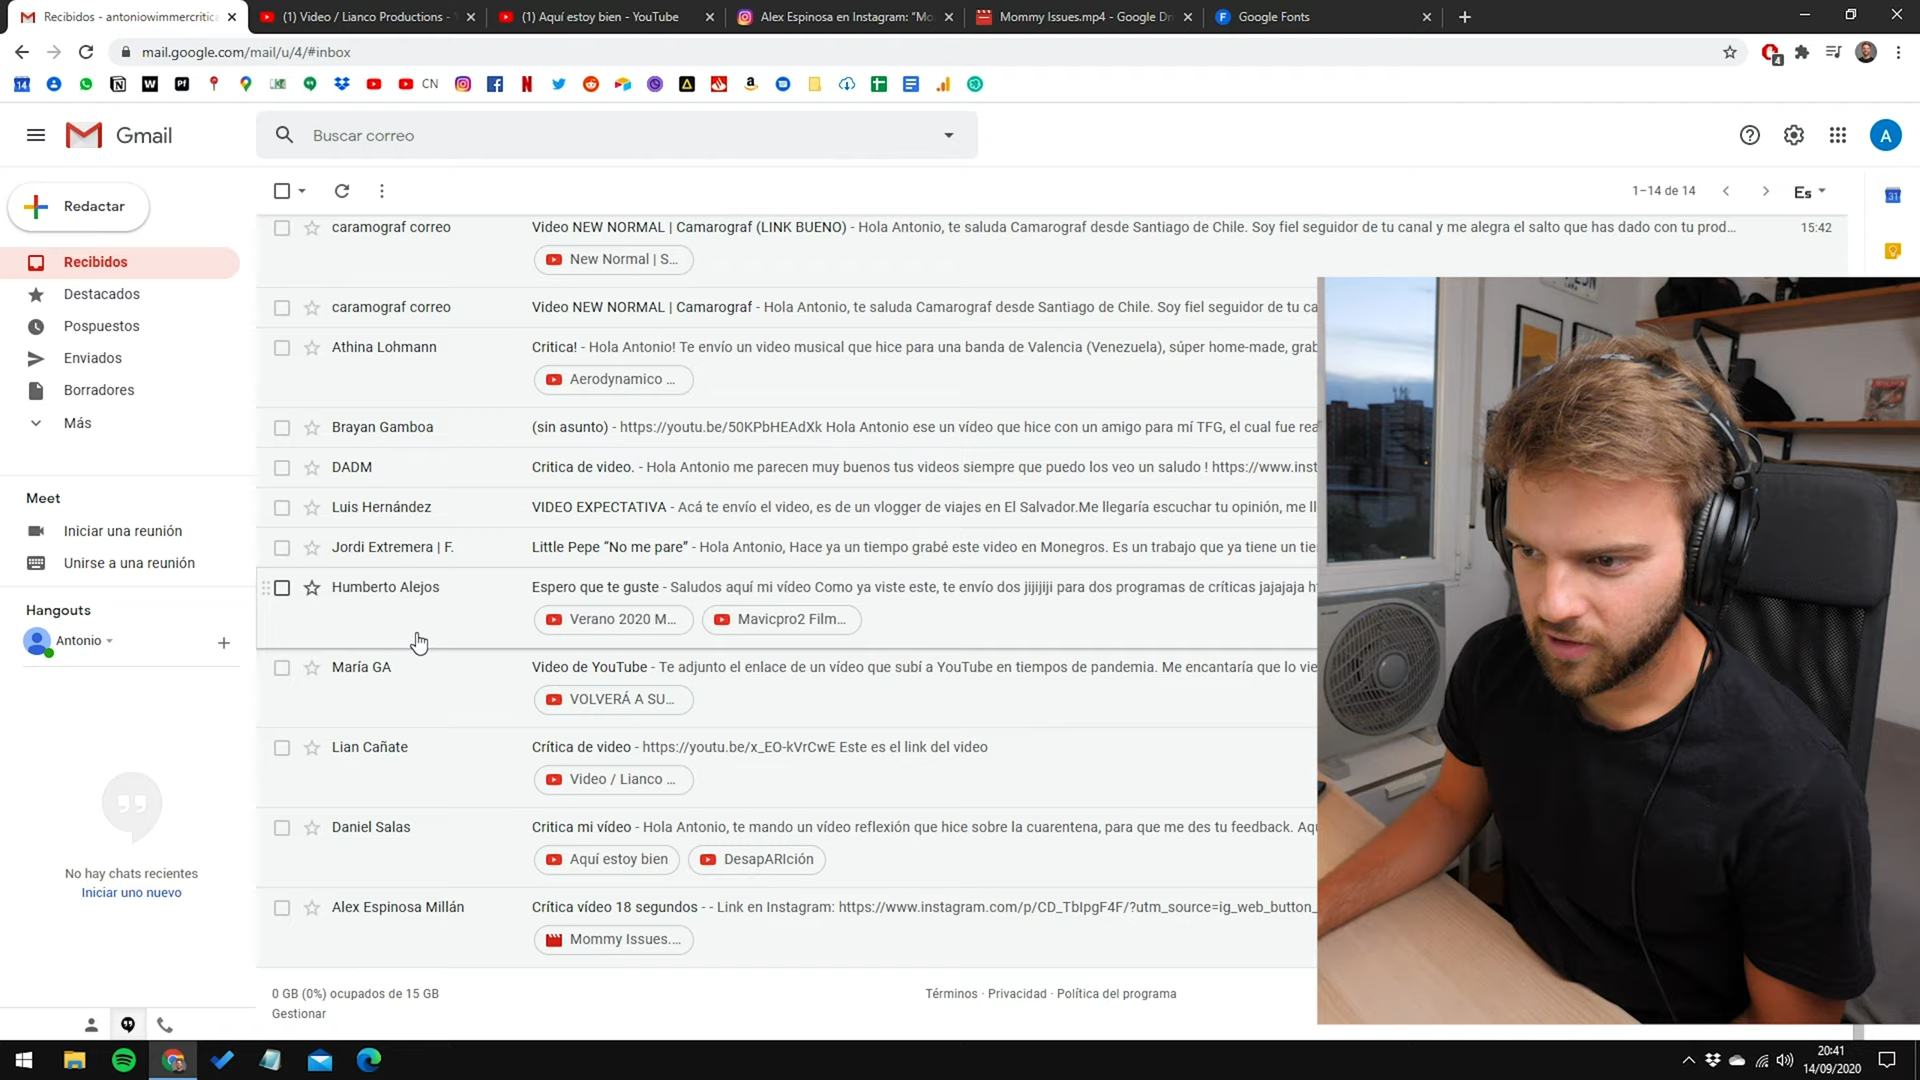 Recibidos - antoniowimmercritica
(1) Video / Lianco Productions -
(1) Aquí estoy bien - YouTube
Alex Espinosa en Instagram: “Mo
Mommy Issues.mp4 - Google Dri
Google Fonts
mail.google.com/mail/u/4/#inbox
CN
Gmail
Buscar correo
Redactar
1–14 de 14
Es
Recibidos
Destacados
Pospuestos
Enviados
Borradores
Más
Meet
Iniciar una reunión
Unirse a una reunión
Hangouts
Antonio
No hay chats recientes
Iniciar uno nuevo
caramograf correo Video NEW NORMAL | Camarograf (LINK BUENO) - Hola Antonio, te saluda Camarograf desde Santiago de Chile. Soy fiel seguidor de tu canal y me alegra el salto que has dado con tu prod... 15:42
New Normal | S...
caramograf correo Video NEW NORMAL | Camarograf - Hola Antonio, te saluda Camarograf desde Santiago de Chile. Soy fiel seguidor de tu ca
Athina Lohmann Critica! - Hola Antonio! Te envío un video musical que hice para una banda de Valencia (Venezuela), súper home-made, grab
Aerodynamico ...
Brayan Gamboa (sin asunto) - https://youtu.be/50KPbHEAdXk Hola Antonio ese un vídeo que hice con un amigo para mí TFG, el cual fue rea
DADM Critica de video. - Hola Antonio me parecen muy buenos tus videos siempre que puedo los veo un saludo ! https://www.inst
Luis Hernández VIDEO EXPECTATIVA - Acá te envío el video, es de un vlogger de viajes en El Salvador.Me llegaría escuchar tu opinión, me ll
Jordi Extremera | F. Little Pepe “No me pare” - Hola Antonio, Hace ya un tiempo grabé este video en Monegros. Es un trabajo que ya tiene un tie
Humberto Alejos Espero que te guste - Saludos aquí mi vídeo Como ya viste este, te envío dos jijijiji para dos programas de críticas jajajaja h
Verano 2020 M... Mavicpro2 Film...
María GA Video de YouTube - Te adjunto el enlace de un vídeo que subí a YouTube en tiempos de pandemia. Me encantaría que lo vie
VOLVERÁ A SU...
Lian Cañate Crítica de video - https://youtu.be/x_EO-kVrCwE Este es el link del video
Video / Lianco ...
Daniel Salas Critica mi vídeo - Hola Antonio, te mando un vídeo reflexión que hice sobre la cuarentena, para que me des tu feedback. Aqu
Aquí estoy bien DesapARIción
Alex Espinosa Millán Crítica vídeo 18 segundos - - Link en Instagram: https://www.instagram.com/p/CD_TbIpgF4F/?utm_source=ig_web_button_
Mommy Issues....
0 GB (0%) ocupados de 15 GB
Gestionar
Términos · Privacidad · Política del programa
20:41
14/09/2020